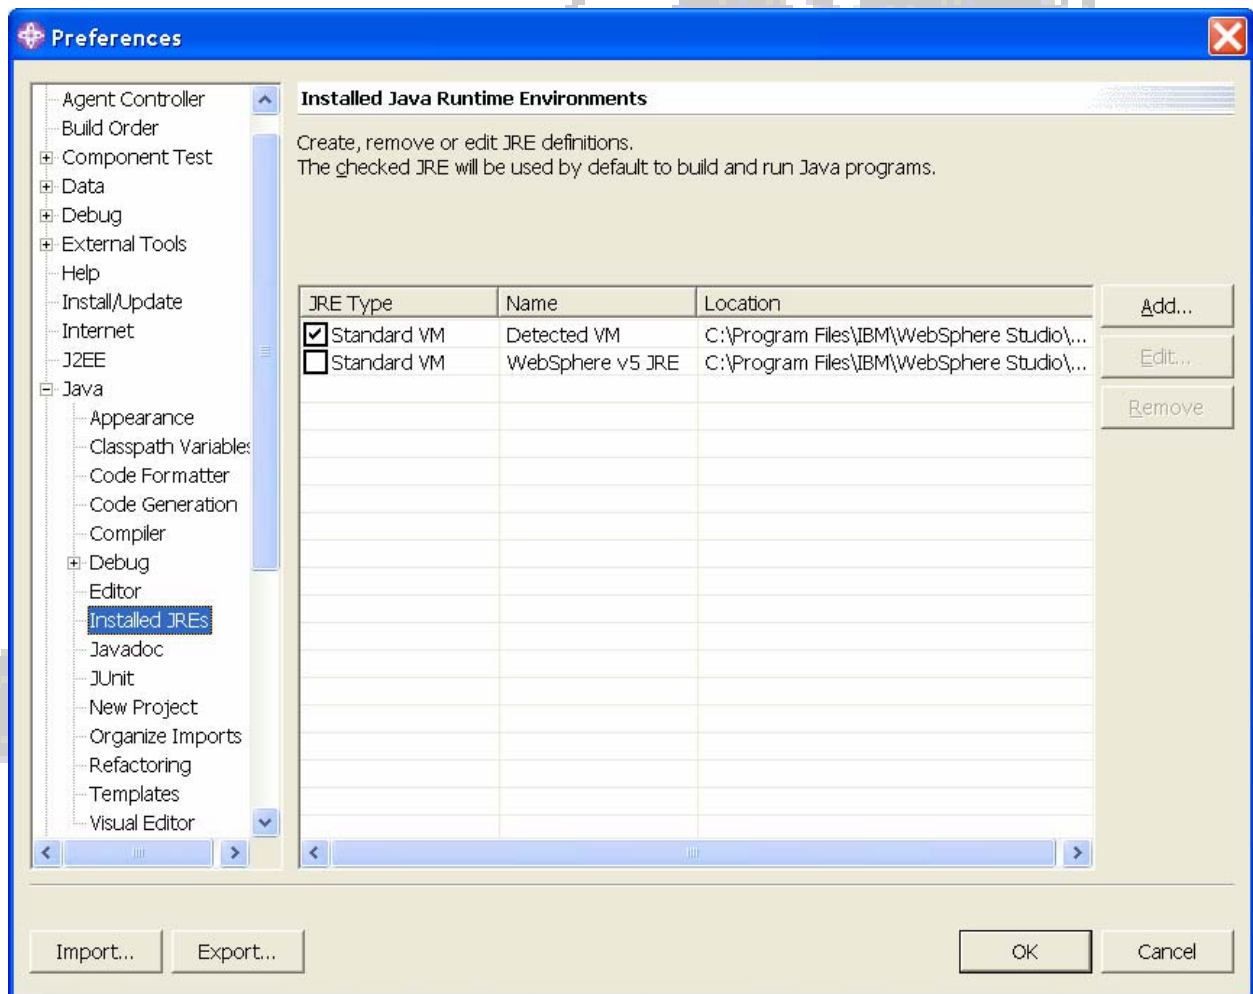 Preferences
Agent Controller
Build Order
Component Test
Data
Debug
External Tools
Help
Install/Update
Internet
J2EE
Java
Appearance
Classpath Variables
Code Formatter
Code Generation
Compiler
Debug
Editor
Installed JREs
Javadoc
JUnit
New Project
Organize Imports
Refactoring
Templates
Visual Editor
Installed Java Runtime Environments
Create, remove or edit JRE definitions.
The checked JRE will be used by default to build and run Java programs.
JRE Type Name Location
Standard VM Detected VM C:\Program Files\IBM\WebSphere Studio\...
Standard VM WebSphere v5 JRE C:\Program Files\IBM\WebSphere Studio\...
Add...
Edit...
Remove
Import... Export... OK Cancel